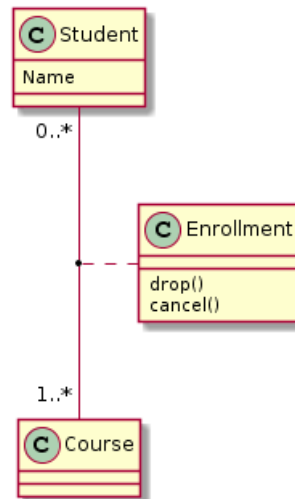 C Student
Name
0..*
C Enrollment
drop()
cancel()
1..*
C Course